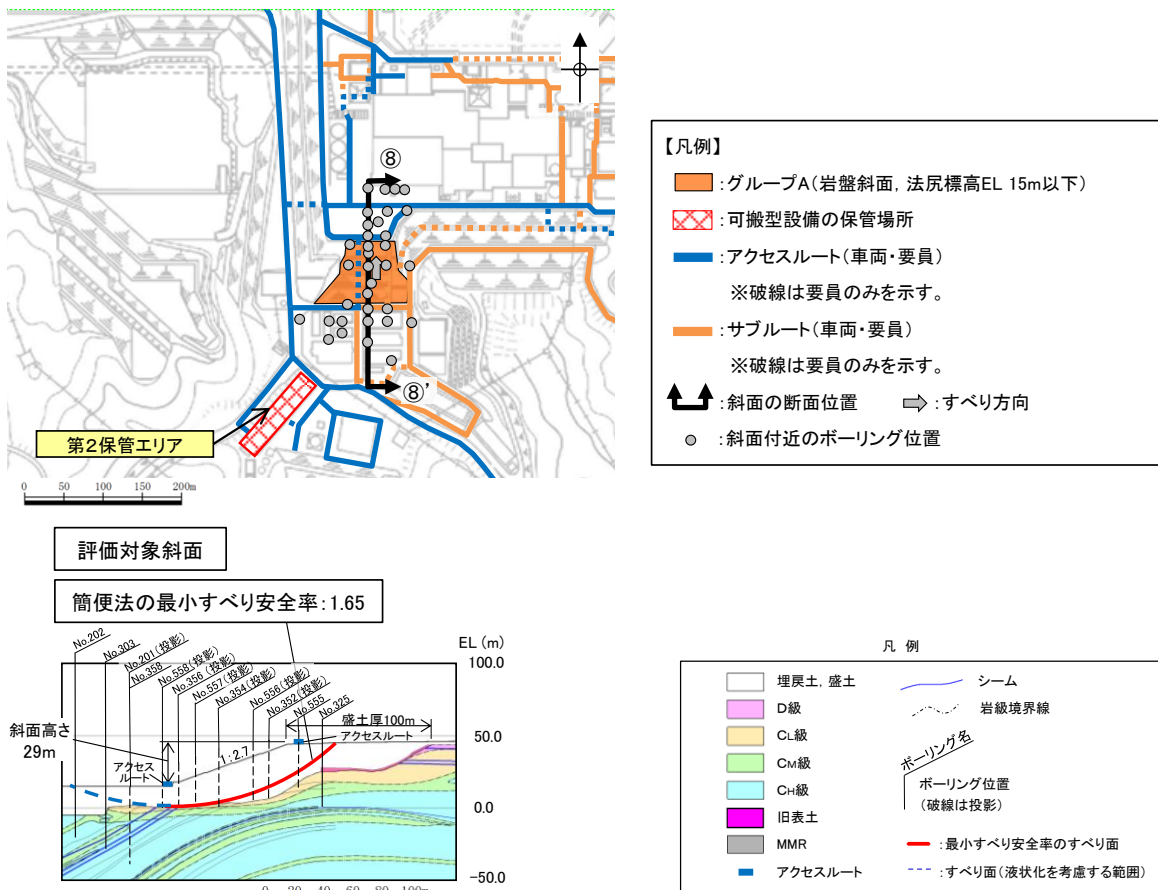 ⑧
⑧'
第2保管エリア
0 50 100 150 200m
【凡例】
:グループA(岩盤斜面, 法尻標高EL 15m以下)
:可搬型設備の保管場所
:アクセスルート(車両・要員)
※破線は要員のみを示す。
:サブルート(車両・要員)
※破線は要員のみを示す。
:斜面の断面位置 :すべり方向
:斜面付近のボーリング位置
評価対象斜面
簡便法の最小すべり安全率:1.65
No.202
No.303
No.201(投影)
No.358
No.558(投影)
No.356(投影)
No.557(投影)
No.354(投影)
No.556(投影)
No.352(投影)
No.555
No.325
EL (m)
100.0
50.0
0.0
-50.0
斜面高さ
29m
盛土厚100m
アクセスルート
アクセス
ルート
1:2.7
0 20 40 60 80 100m
凡 例
埋戻土, 盛土
D級
CL級
CM級
CH級
旧表土
MMR
アクセスルート
シーム
岩級境界線
ボーリング名
ボーリング位置
(破線は投影)
:最小すべり安全率のすべり面
:すべり面(液状化を考慮する範囲)